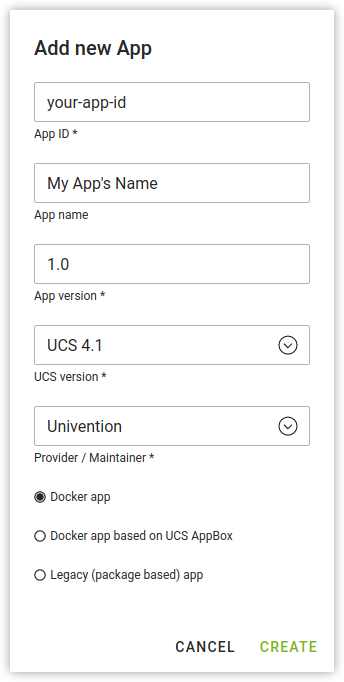 Add new App
your-app-id
App ID *
My App's Name
App name
1.0
App version *
UCS 4.1
UCS version *
Univention
Provider / Maintainer *
Docker app
Docker app based on UCS AppBox
Legacy (package based) app
CANCEL CREATE